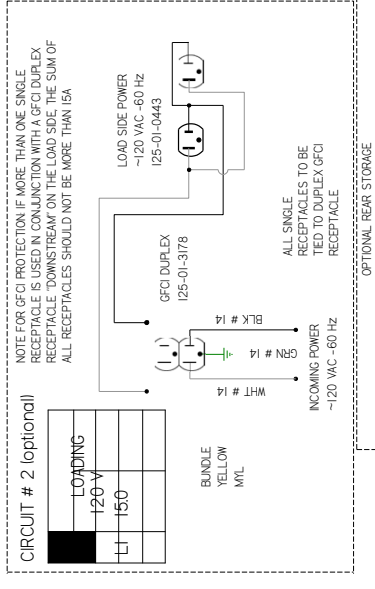 CIRCUIT # 2 (optional)
NOTE FOR GFCI PROTECTION: IF MORE THAN ONE SINGLE
RECEPTACLE IS USED IN CONJUNCTION WITH A GFCI DUPLEX
RECEPTACLE "DOWNSTREAM" ON THE LOAD SIDE, THE SUM OF
ALL RECEPTACLES SHOULD NOT BE MORE THAN 15A
LOADING
120 V
L1 15.0
LOAD SIDE POWER
~120 VAC -60 Hz
125-01-0443
GFCI DUPLEX
125-01-3178
BUNDLE
YELLOW
MYL
WHT # 14
GRN # 14
BLK # 14
INCOMING POWER
~120 VAC -60 Hz
ALL SINGLE
RECEPTACLES TO BE
TIED TO DUPLEX GFCI
RECEPTACLE
OPTIONAL REAR STORAGE